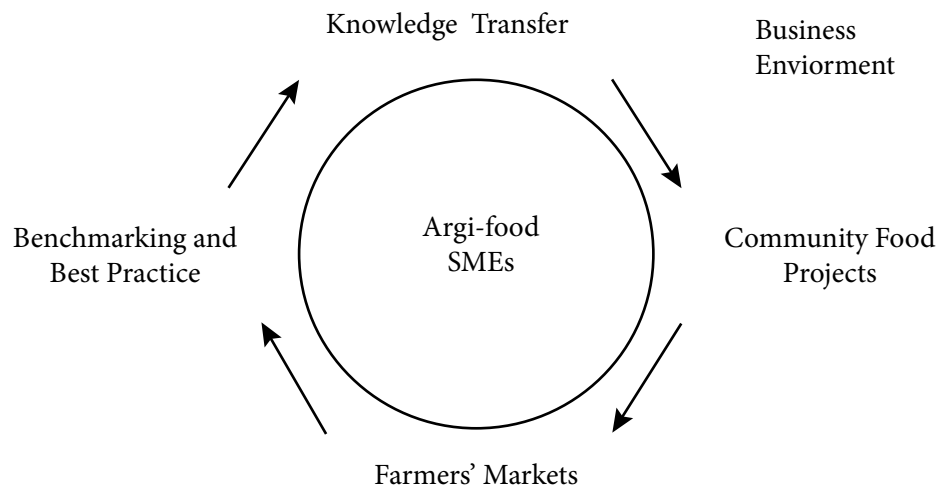 Knowledge Transfer
Business
Enviorment
Benchmarking and
Best Practice
Argi-food
SMEs
Community Food
Projects
Farmers’ Markets